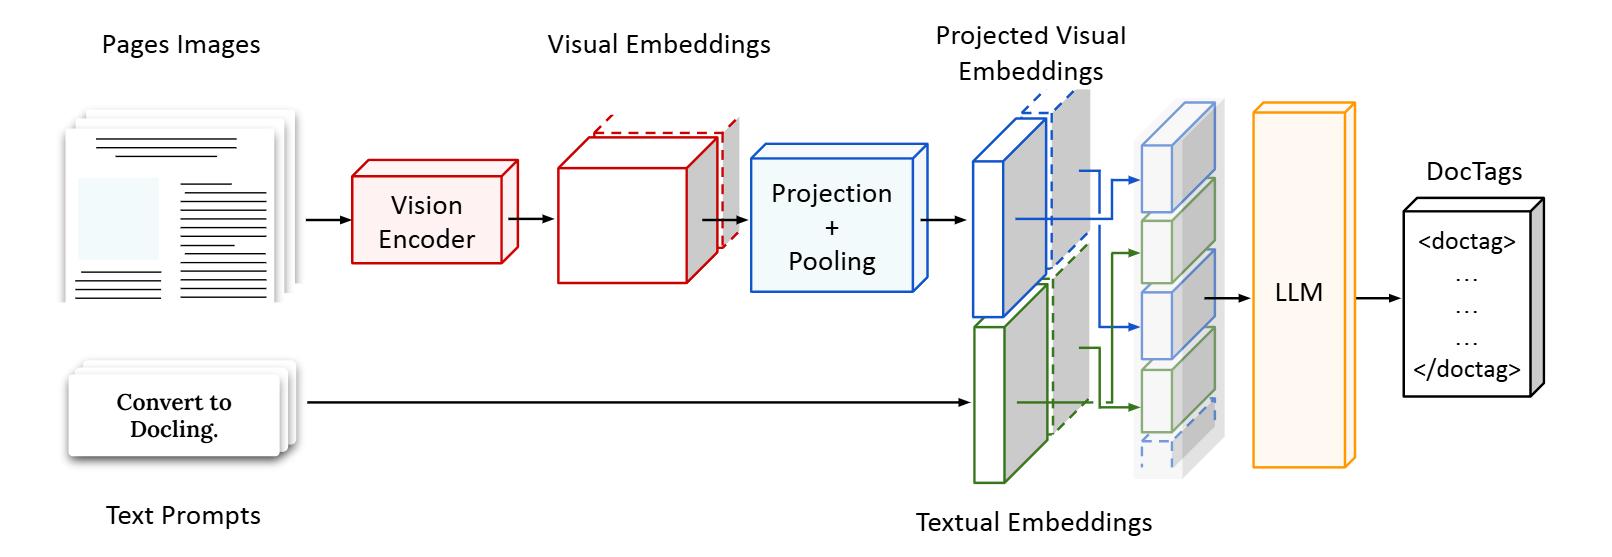 Pages Images
Visual Embeddings
Projected Visual
Embeddings
Vision
Encoder
Projection
+
Pooling
LLM
DocTags
<doctag>
...
...
...
</doctag>
Convert to
Docling.
Text Prompts
Textual Embeddings